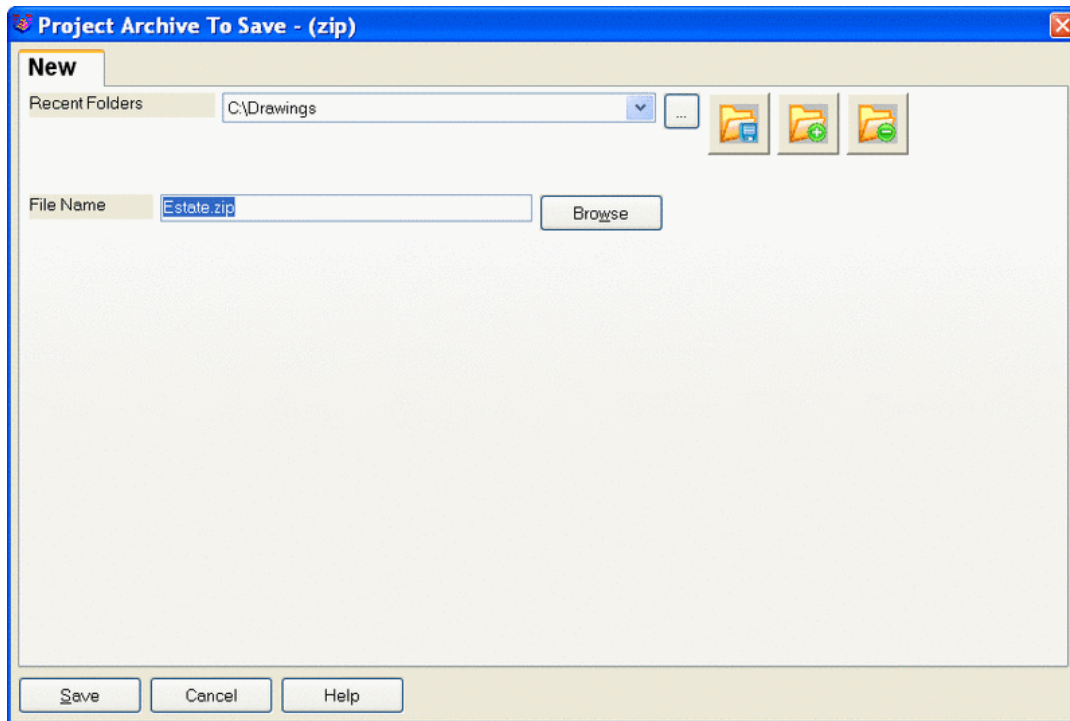 Project Archive To Save - (zip)
New
Recent Folders C:\Drawings ...
File Name Estate.zip Browse
Save Cancel Help